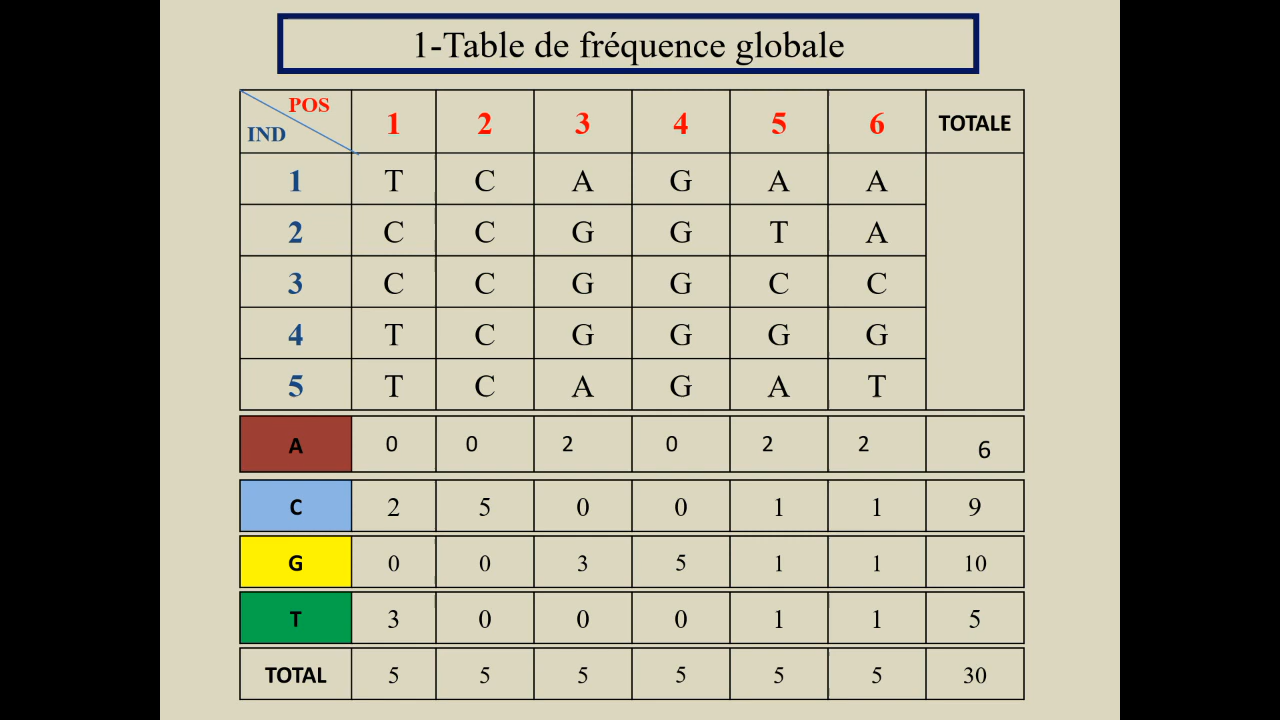 1-Table de fréquence globale
POS
IND
1 2 3 4 5 6 TOTALE
1 T C A G A A
2 C C G G T A
3 C C G G C C
4 T C G G G G
5 T C A G A T
A 0 0 2 0 2 2 6
C 2 5 0 0 1 1 9
G 0 0 3 5 1 1 10
T 3 0 0 0 1 1 5
TOTAL 5 5 5 5 5 5 30